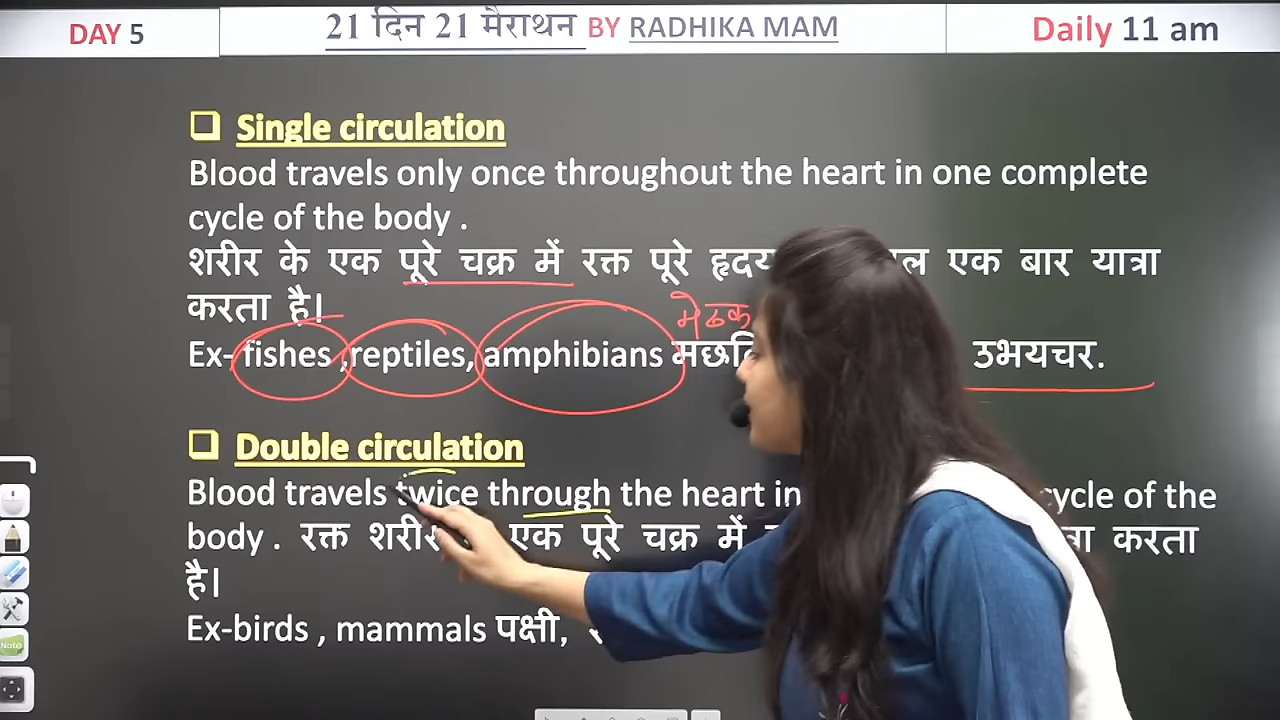 DAY 5
21 दिन 21 मैराथन BY RADHIKA MAM
Daily 11 am
Single circulation
Blood travels only once throughout the heart in one complete
cycle of the body .
शरीर के एक पूरे चक्र में रक्त पूरे एक बार यात्रा
करता है।
मेढक
Ex- fishes ,reptiles, amphibians उभयचर.
Double circulation
Blood travels twice through the heart in cycle of the
body . रक्त एक पूरे चक्र में करता
है।
Ex-birds , mammals पक्षी,
Note